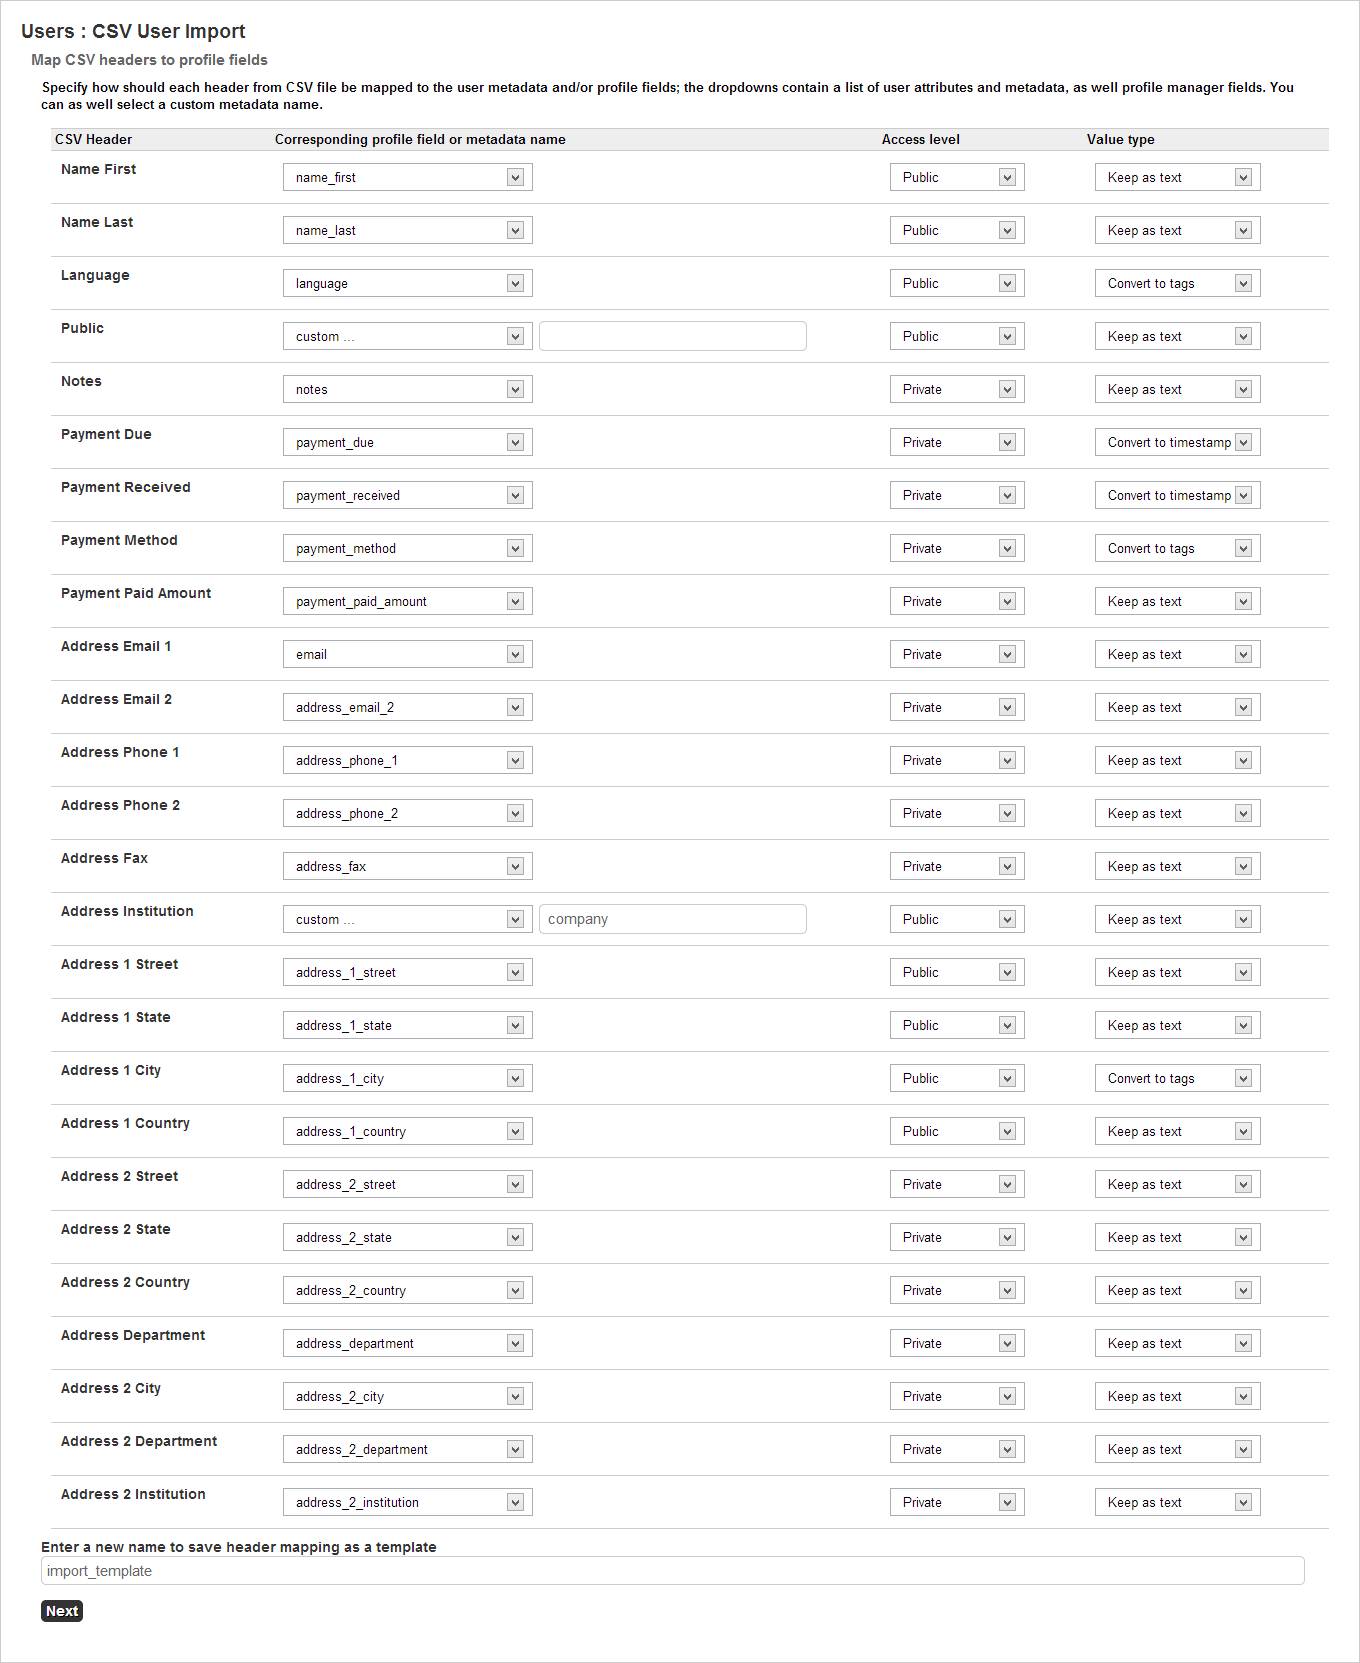 Users : CSV User Import
Map CSV headers to profile fields
Specify how should each header from CSV file be mapped to the user metadata and/or profile fields; the dropdowns contain a list of user attributes and metadata, as well profile manager fields. You
can as well select a custom metadata name.
CSV Header Corresponding profile field or metadata name Access level Value type
Name First name_first Public Keep as text
Name Last name_last Public Keep as text
Language language Public Convert to tags
Public custom ... Public Keep as text
Notes notes Private Keep as text
Payment Due payment_due Private Convert to timestamp
Payment Received payment_received Private Convert to timestamp
Payment Method payment_method Private Convert to tags
Payment Paid Amount payment_paid_amount Private Keep as text
Address Email 1 email Private Keep as text
Address Email 2 address_email_2 Private Keep as text
Address Phone 1 address_phone_1 Private Keep as text
Address Phone 2 address_phone_2 Private Keep as text
Address Fax address_fax Private Keep as text
Address Institution custom ... company Public Keep as text
Address 1 Street address_1_street Public Keep as text
Address 1 State address_1_state Public Keep as text
Address 1 City address_1_city Public Convert to tags
Address 1 Country address_1_country Public Keep as text
Address 2 Street address_2_street Private Keep as text
Address 2 State address_2_state Private Keep as text
Address 2 Country address_2_country Private Keep as text
Address Department address_department Private Keep as text
Address 2 City address_2_city Private Keep as text
Address 2 Department address_2_department Private Keep as text
Address 2 Institution address_2_institution Private Keep as text
Enter a new name to save header mapping as a template
import_template
Next